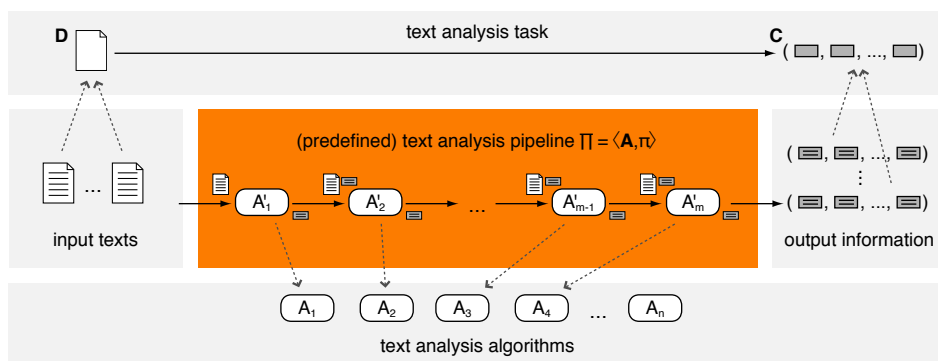 text analysis task
D
C
( , , ..., )
(predefined) text analysis pipeline ∏ = ⟨A,π⟩
...
( , , ..., )
⋮
A'1 A'2 ... A'm-1 A'm
( , , ..., )
input texts
output information
A1 A2 A3 A4 ... An
text analysis algorithms